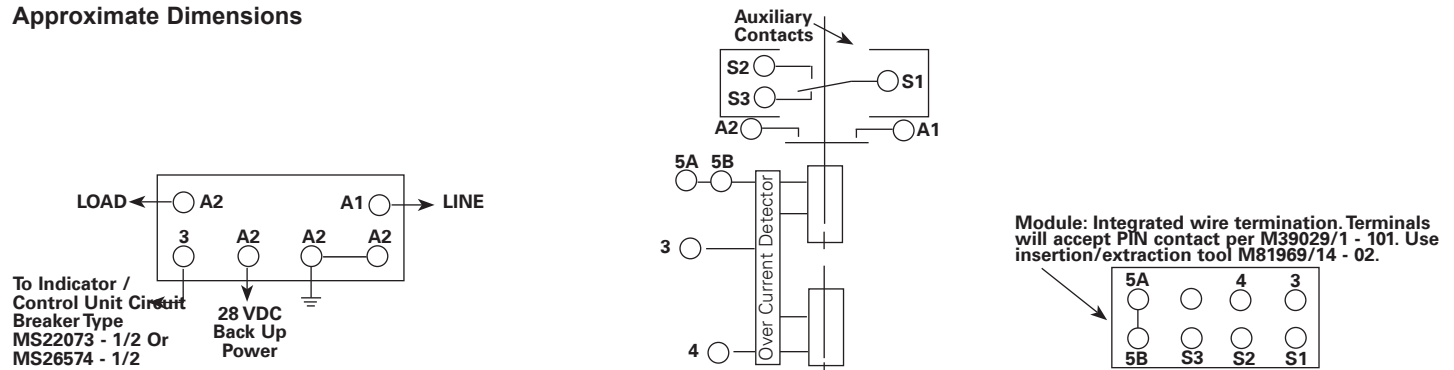 Approximate Dimensions
LOAD
A2
A1
LINE
3
A2
A2
A2
To Indicator /
Control Unit Circuit
Breaker Type
MS22073 - 1/2 Or
MS26574 - 1/2
28 VDC
Back Up
Power
Auxiliary
Contacts
S2
S3
S1
A2
A1
5A 5B
3
4
Over Current Detector
Module: Integrated wire termination. Terminals
will accept PIN contact per M39029/1 - 101. Use
insertion/extraction tool M81969/14 - 02.
5A 4 3
5B S3 S2 S1